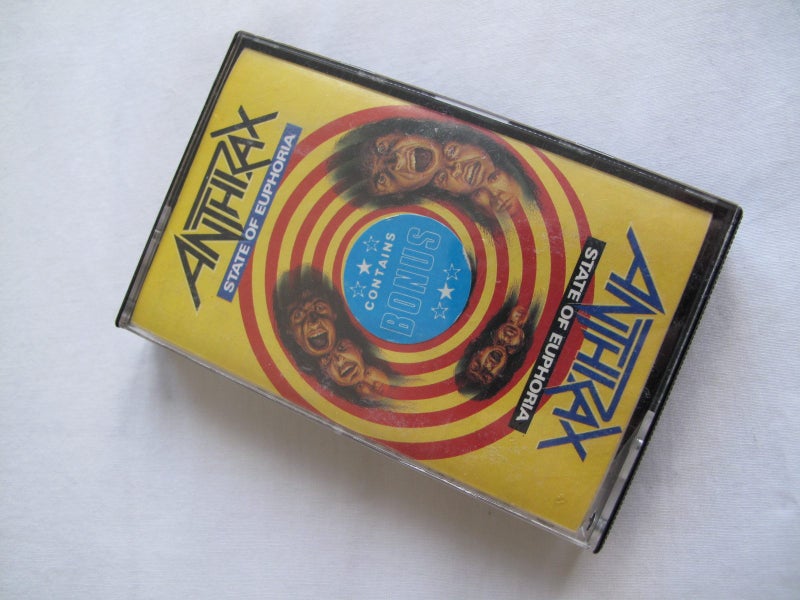 ANTHRAX
STATE OF EUPHORIA
CONTAINS
BONUS
ANTHRAX
STATE OF EUPHORIA